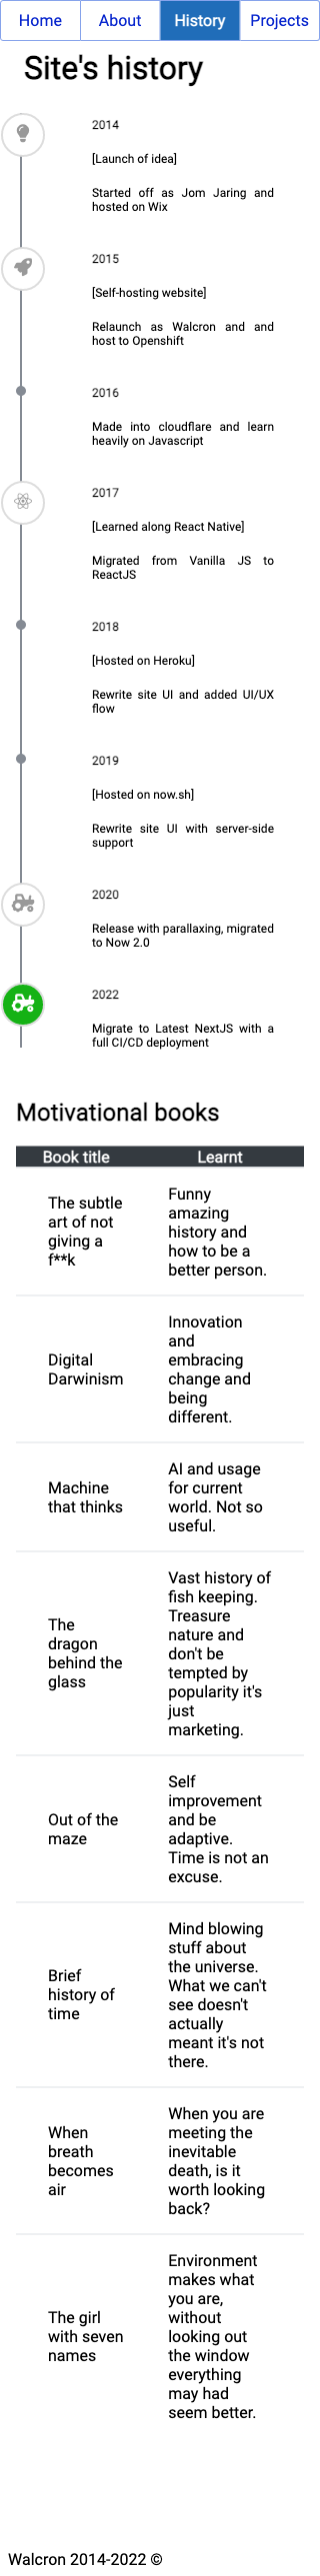 Home About History Projects
Site's history
2014
[Launch of idea]
Started off as Jom Jaring and
hosted on Wix
2015
[Self-hosting website]
Relaunch as Walcron and and
host to Openshift
2016
Made into cloudflare and learn
heavily on Javascript
2017
[Learned along React Native]
Migrated from Vanilla JS to
ReactJS
2018
[Hosted on Heroku]
Rewrite site UI and added UI/UX
flow
2019
[Hosted on now.sh]
Rewrite site UI with server-side
support
2020
Release with parallaxing, migrated
to Now 2.0
2022
Migrate to Latest NextJS with a
full CI/CD deployment
Motivational books
Book title Learnt
The subtle
art of not
giving a
f**k
Funny
amazing
history and
how to be a
better person.
Digital
Darwinism
Innovation
and
embracing
change and
being
different.
Machine
that thinks
AI and usage
for current
world. Not so
useful.
The
dragon
behind the
glass
Vast history of
fish keeping.
Treasure
nature and
don't be
tempted by
popularity it's
just
marketing.
Out of the
maze
Self
improvement
and be
adaptive.
Time is not an
excuse.
Brief
history of
time
Mind blowing
stuff about
the universe.
What we can't
see doesn't
actually
meant it's not
there.
When
breath
becomes
air
When you are
meeting the
inevitable
death, is it
worth looking
back?
The girl
with seven
names
Environment
makes what
you are,
without
looking out
the window
everything
may had
seem better.
Walcron 2014-2022 ©